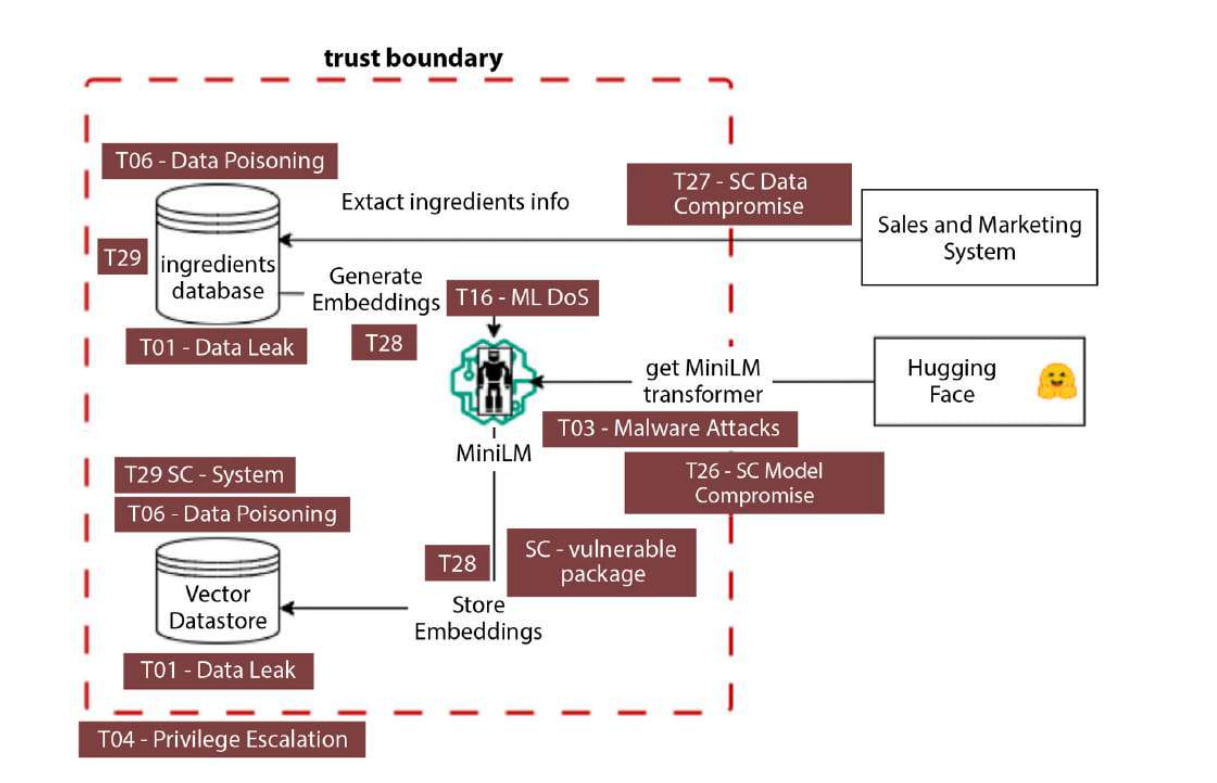 trust boundary
T06 - Data Poisoning
T27 - SC Data
Compromise
Extact ingredients info
Sales and Marketing
System
T29
ingredients
database
Generate
Embeddings
T16 - ML DoS
T01 - Data Leak
T28
get MiniLM
transformer
Hugging
Face
T03 - Malware Attacks
MiniLM
T26 - SC Model
Compromise
T29 SC - System
T06 - Data Poisoning
T28
SC - vulnerable
package
Vector
Datastore
Store
Embeddings
T01 - Data Leak
T04 - Privilege Escalation